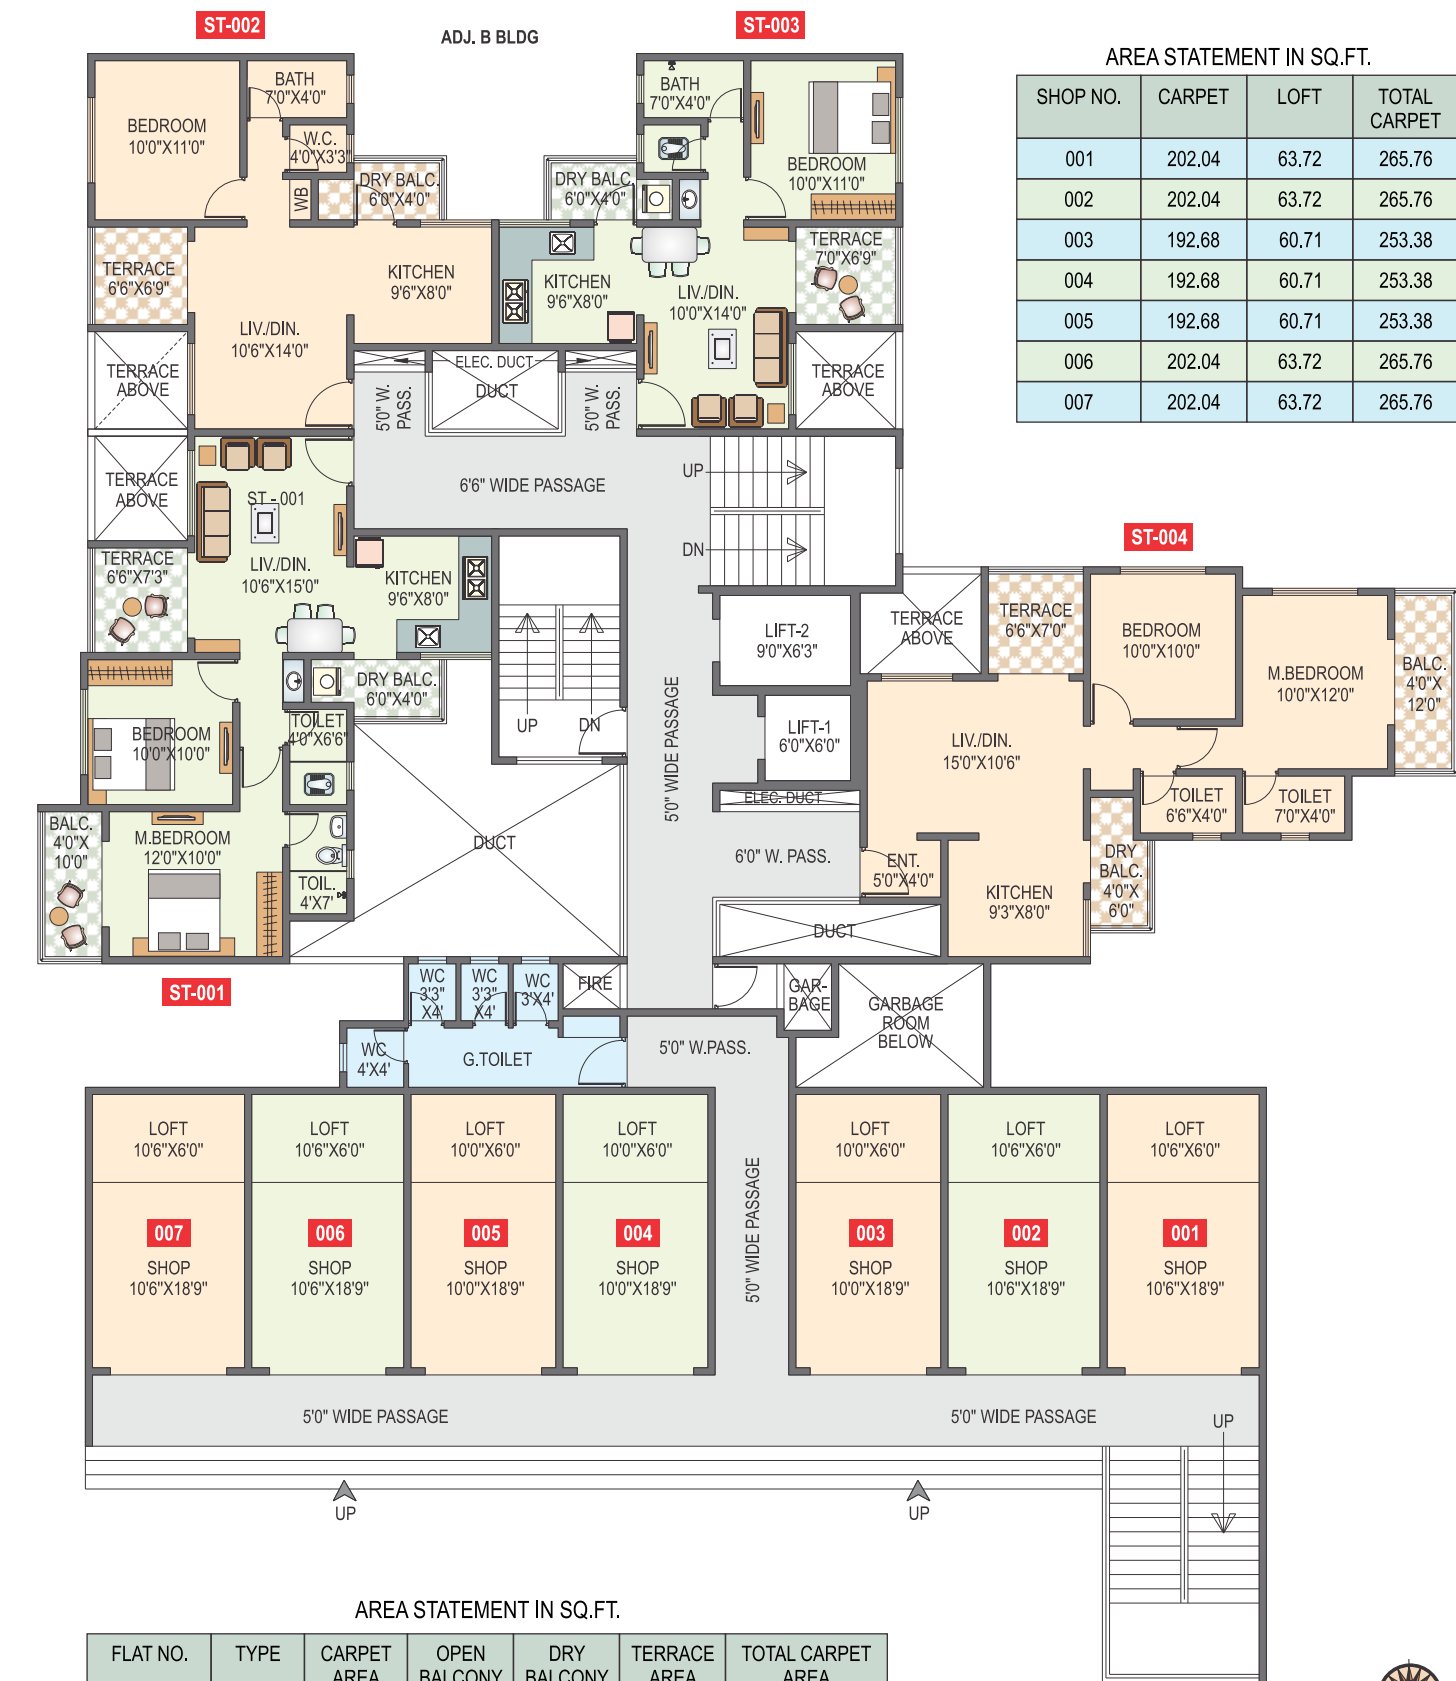 ST-002
ADJ. B BLDG
ST-003
BEDROOM
10'0"X11'0"
BATH
7'0"X4'0"
W.C.
4'0"X3'3"
WB
DRY BALC.
6'0"X4'0"
TERRACE
6'6"X6'9"
KITCHEN
9'6"X8'0"
LIV./DIN.
10'6"X14'0"
TERRACE
ABOVE
BATH
7'0"X4'0"
BEDROOM
10'0"X11'0"
DRY BALC.
6'0"X4'0"
TERRACE
7'0"X6'9"
KITCHEN
9'6"X8'0"
LIV./DIN.
10'0"X14'0"
TERRACE
ABOVE
ELEC. DUCT
DUCT
5'0" W.
PASS.
5'0" W.
PASS.
6'6" WIDE PASSAGE
UP
DN
AREA STATEMENT IN SQ.FT.
SHOP NO. CARPET LOFT TOTAL
CARPET
001 202.04 63.72 265.76
002 202.04 63.72 265.76
003 192.68 60.71 253.38
004 192.68 60.71 253.38
005 192.68 60.71 253.38
006 202.04 63.72 265.76
007 202.04 63.72 265.76
TERRACE
ABOVE
ST - 001
TERRACE
6'6"X7'3"
LIV./DIN.
10'6"X15'0"
KITCHEN
9'6"X8'0"
DRY BALC.
6'0"X4'0"
BEDROOM
10'0"X10'0"
TOILET
4'0"X6'6"
BALC.
4'0"X
10'0"
M.BEDROOM
12'0"X10'0"
TOIL.
4'X7'
ST-001
UP
DN
DUCT
5'0" WIDE PASSAGE
LIFT-2
9'0"X6'3"
LIFT-1
6'0"X6'0"
ELEC. DUCT
6'0" W. PASS.
DUCT
ST-004
TERRACE
ABOVE
TERRACE
6'6"X7'0"
BEDROOM
10'0"X10'0"
M.BEDROOM
10'0"X12'0"
BALC.
4'0"X
12'0"
LIV./DIN.
15'0"X10'6"
TOILET
6'6"X4'0"
TOILET
7'0"X4'0"
ENT.
5'0"X4'0"
KITCHEN
9'3"X8'0"
DRY
BALC.
4'0"X
6'0"
WC
3'3"
X4'
WC
3'3"
X4'
WC
3'X4'
FIRE
WC
4'X4'
G.TOILET
5'0" W.PASS.
GAR-
BAGE
GARBAGE
ROOM
BELOW
LOFT
10'6"X6'0"
007
SHOP
10'6"X18'9"
LOFT
10'6"X6'0"
006
SHOP
10'6"X18'9"
LOFT
10'0"X6'0"
005
SHOP
10'0"X18'9"
LOFT
10'0"X6'0"
004
SHOP
10'0"X18'9"
5'0" WIDE PASSAGE
LOFT
10'0"X6'0"
003
SHOP
10'0"X18'9"
LOFT
10'6"X6'0"
002
SHOP
10'6"X18'9"
LOFT
10'6"X6'0"
001
SHOP
10'6"X18'9"
5'0" WIDE PASSAGE
5'0" WIDE PASSAGE
UP
UP
UP
AREA STATEMENT IN SQ.FT.
FLAT NO. TYPE CARPET OPEN DRY TERRACE TOTAL CARPET
AREA BALCONY BALCONY AREA AREA